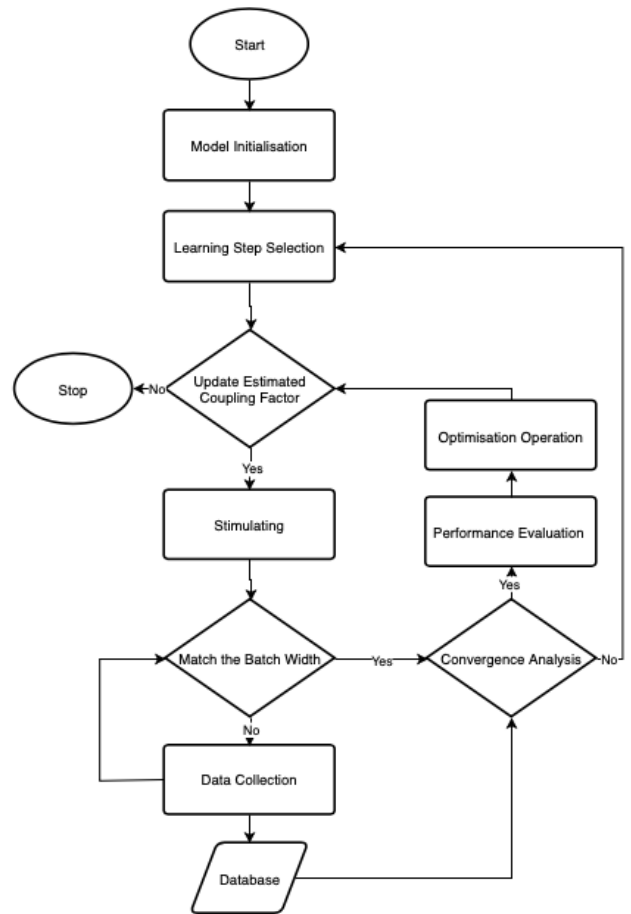 Start
Model Initialisation
Learning Step Selection
Update Estimated
Coupling Factor
No
Stop
Yes
Optimisation Operation
Stimulating
Performance Evaluation
Yes
Match the Batch Width
Yes
Convergence Analysis
No
No
Data Collection
Database